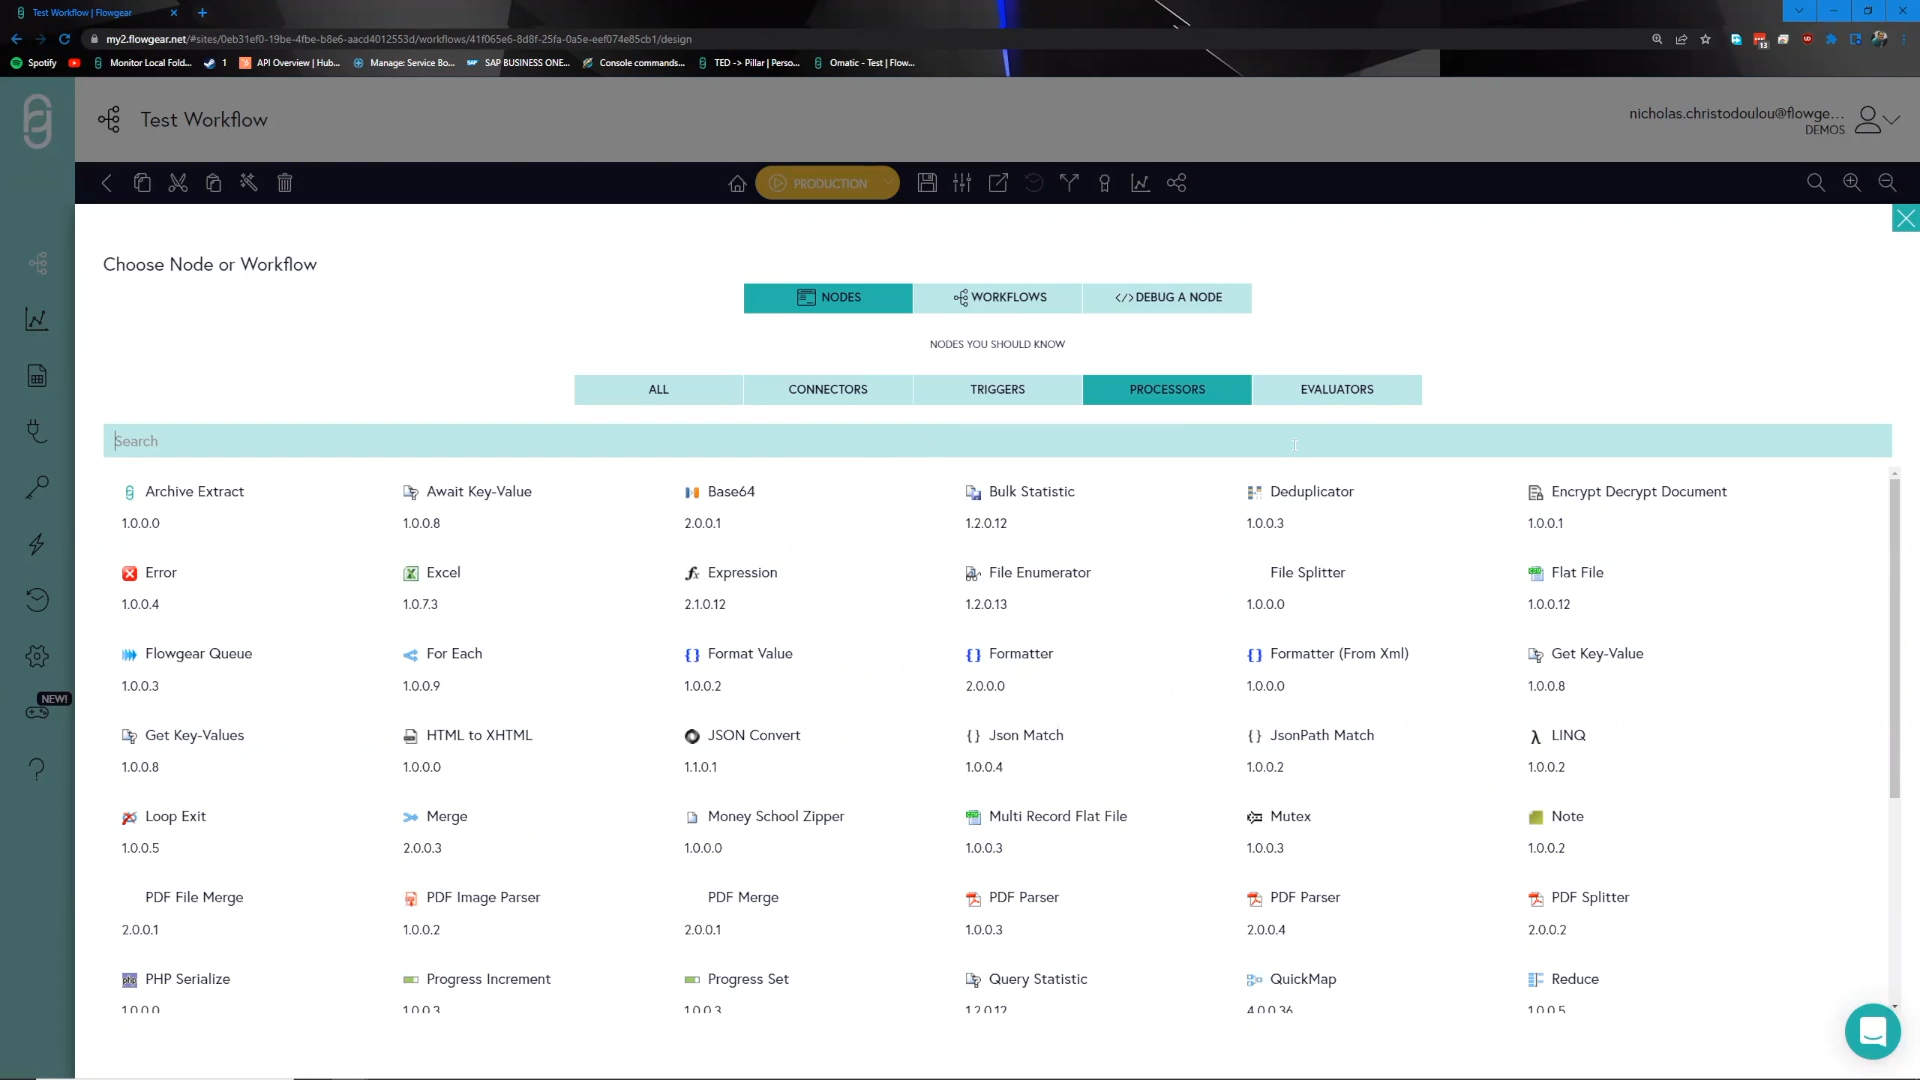 Test Workflow | Flowgear
my2.flowgear.net/#sites/0eb31ef0-19be-4fbe-b8e6-aacd4012553d/workflows/41f065e6-8d8f-25fa-0a5e-eef074e85cb1/design
13
Spotify Monitor Local Fold... 1 API Overview | Hub... Manage: Service Bo... SAP SAP BUSINESS ONE... Console commands... TED -> Pillar | Perso... Omatic - Test | Flow...
Test Workflow
nicholas.christodoulou@flowge...
DEMOS
PRODUCTION
Choose Node or Workflow
NODES WORKFLOWS </> DEBUG A NODE
NODES YOU SHOULD KNOW
ALL CONNECTORS TRIGGERS PROCESSORS EVALUATORS
Search
Archive Extract Await Key-Value Base64 Bulk Statistic Deduplicator Encrypt Decrypt Document
1.0.0.0 1.0.0.8 2.0.0.1 1.2.0.12 1.0.0.3 1.0.0.1
Error Excel Expression File Enumerator File Splitter Flat File
1.0.0.4 1.0.7.3 2.1.0.12 1.2.0.13 1.0.0.0 1.0.0.12
Flowgear Queue For Each Format Value Formatter Formatter (From Xml) Get Key-Value
1.0.0.3 1.0.0.9 1.0.0.2 2.0.0.0 1.0.0.0 1.0.0.8
NEW!
Get Key-Values HTML to XHTML JSON Convert Json Match JsonPath Match LINQ
1.0.0.8 1.0.0.0 1.1.0.1 1.0.0.4 1.0.0.2 1.0.0.2
Loop Exit Merge Money School Zipper Multi Record Flat File Mutex Note
1.0.0.5 2.0.0.3 1.0.0.0 1.0.0.3 1.0.0.3 1.0.0.2
PDF File Merge PDF Image Parser PDF Merge PDF Parser PDF Parser PDF Splitter
2.0.0.1 1.0.0.2 2.0.0.1 1.0.0.3 2.0.0.4 2.0.0.2
php PHP Serialize Progress Increment Progress Set Query Statistic QuickMap Reduce
1.0.0.0 1.0.0.3 1.0.0.3 1.2.0.12 4.0.0.36 1.0.0.5